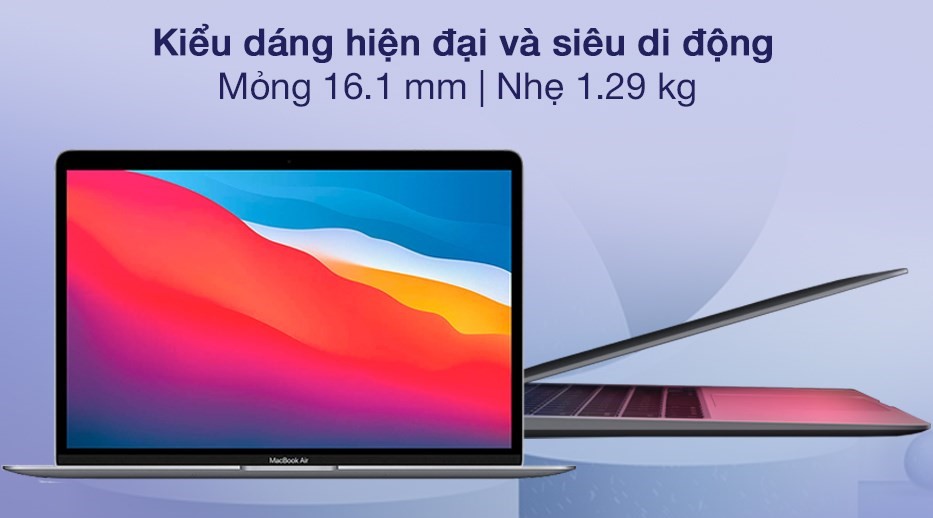 Kiểu dáng hiện đại và siêu di động
Mỏng 16.1 mm | Nhẹ 1.29 kg
MacBook Air